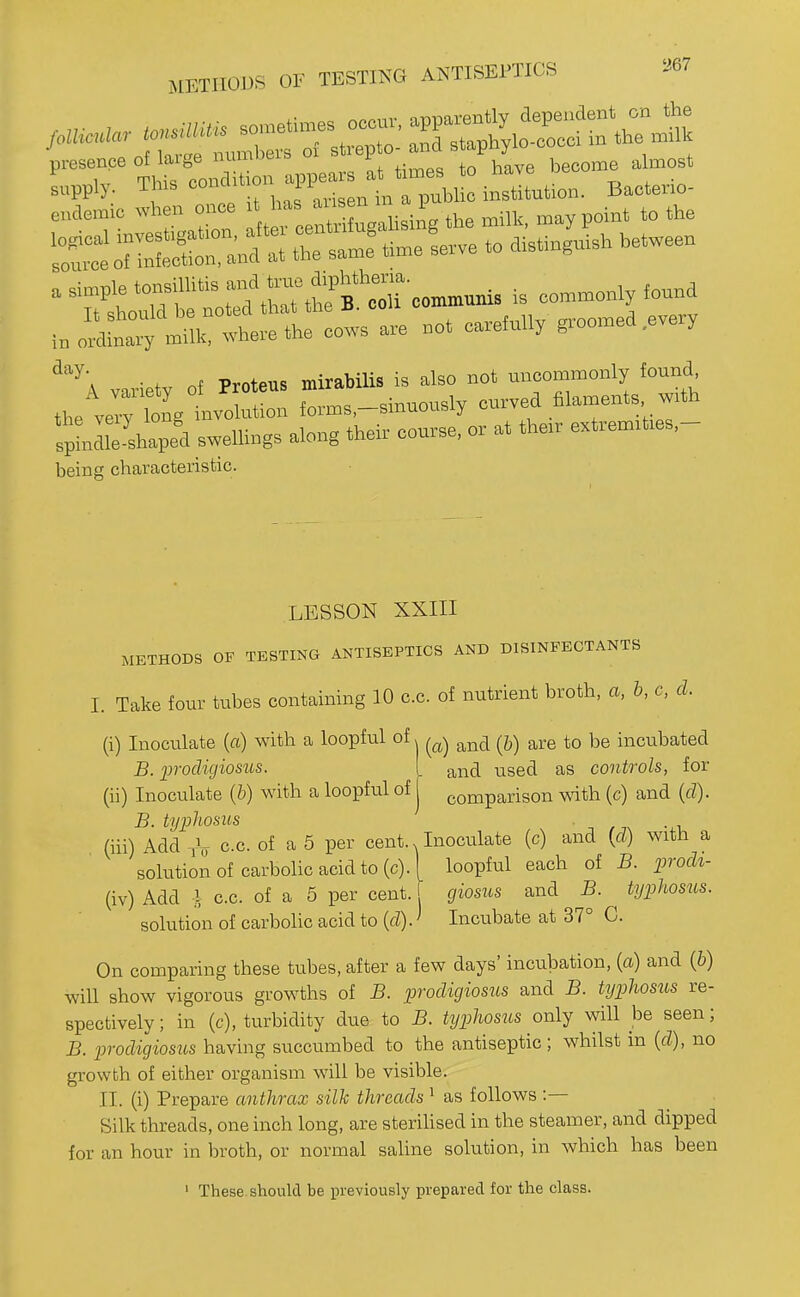 METHODS OF TESTING ANTISEPTICS 267
follicular tonsillitis sometimes occur, apparently dependent on the
presence of large numbers of strepto- and staphylo-cocci in the milk
supply. This condition appears at times to have become almost
endemic when once it has arisen in a public institution. Bacterio-
logical investigation, after centrifugalising the milk, may point to the
source of infection, and at the same time serve to distinguish between
a simple tonsillitis and true diphtheria.
It should be noted that the B. coli communis is commonly found
in ordinary milk, where the cows are not carefully groomed every
day.
A variety of Proteus mirabilis is also not uncommonly found,
the very long involution forms,—sinuously curved filaments, with
spindle-shaped swellings along their course, or at their extremities,—
being characteristic.
LESSON XXIII
METHODS OF TESTING ANTISEPTICS AND DISINFECTANTS
I. Take four tubes containing 10 c.c. of nutrient broth, a, b, c, d.
(i) Inoculate (a) with a loopful of
B. prodigiosus.
(ii) Inoculate (b) with a loopful of
B. typhosus
(a) and (b) are to be incubated
and used as controls, for
comparison with (c) and (d).
(iii) Add 1/10 c.c. of a 5 per cent.
solution of carbolic acid to (c).
(iv) Add ½ c.c. of a 5 per cent.
solution of carbolic acid to (d).
Inoculate (c) and (d) with a
loopful each of B. prodi-
giosus and B. typhosus.
Incubate at 37° C.
On comparing these tubes, after a few days' incubation, (a) and (b)
will show vigorous growths of B. prodigiosus and B. typhosus re-
spectively; in (c), turbidity due to B. typhosus only will be seen;
B. prodigiosus having succumbed to the antiseptic; whilst in (d), no
growth of either organism will be visible.
II. (i) Prepare anthrax silk threads ¹ as follows:—
Silk threads, one inch long, are sterilised in the steamer, and dipped
for an hour in broth, or normal saline solution, in which has been
¹ These should be previously prepared for the class.